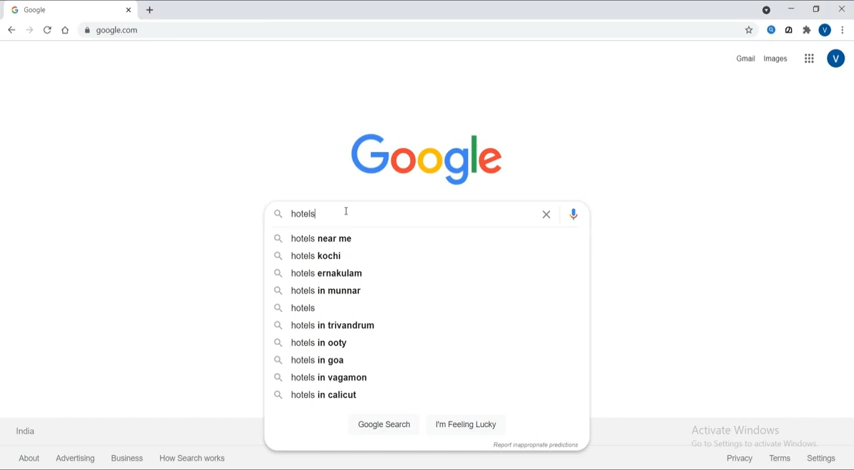 Google
google.com
V
Gmail Images
V
Google
hotels
hotels near me
hotels kochi
hotels ernakulam
hotels in munnar
hotels
hotels in trivandrum
hotels in ooty
hotels in goa
hotels in vagamon
hotels in calicut
Google Search I'm Feeling Lucky
Report inappropriate predictions
India
Activate Windows
Go to Settings to activate Windows.
About Advertising Business How Search works Privacy Terms Settings